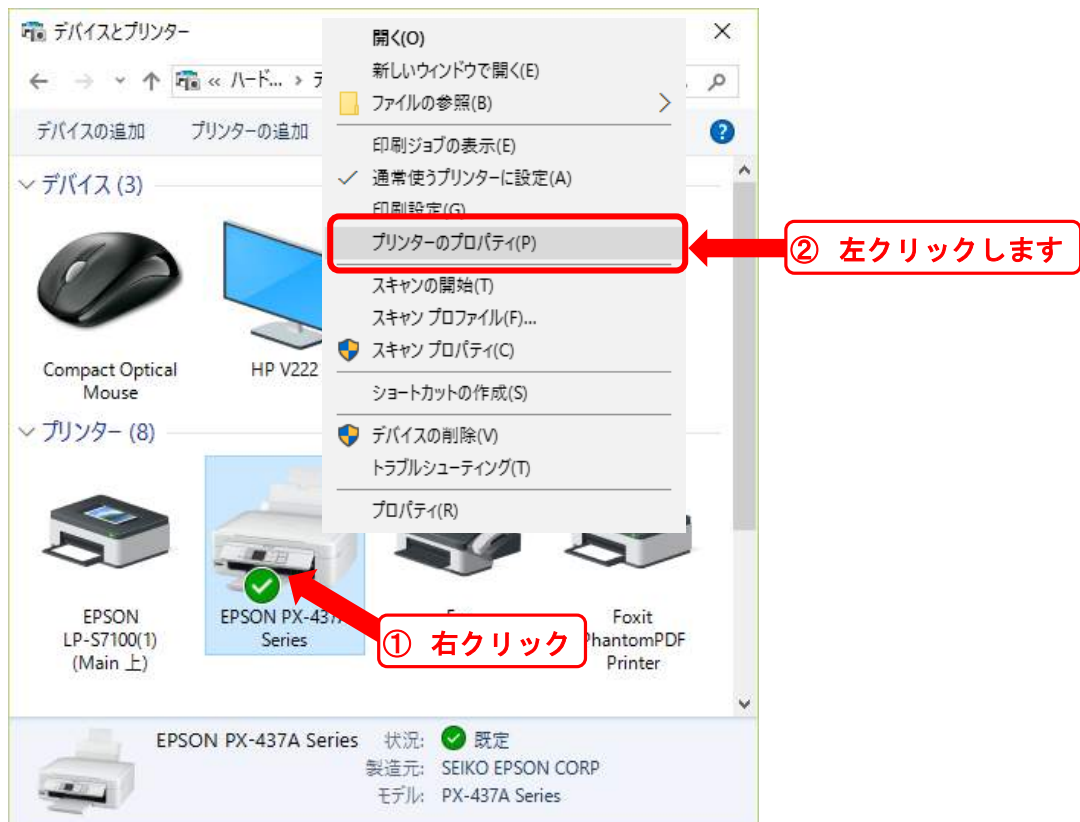 デバイスとプリンター
« ハード... ›
デバイスの追加 プリンターの追加
デバイス (3)
Compact Optical
Mouse
HP V222
プリンター (8)
EPSON
LP-S7100(1)
(Main 上)
EPSON PX-437A
Series
Foxit
PhantomPDF
Printer
開く(O)
新しいウィンドウで開く(E)
ファイルの参照(B)
印刷ジョブの表示(E)
通常使うプリンターに設定(A)
印刷設定(G)
プリンターのプロパティ(P)
スキャンの開始(T)
スキャン プロファイル(F)...
スキャン プロパティ(C)
ショートカットの作成(S)
デバイスの削除(V)
トラブルシューティング(T)
プロパティ(R)
① 右クリック
② 左クリックします
EPSON PX-437A Series 状況: 既定
製造元: SEIKO EPSON CORP
モデル: PX-437A Series